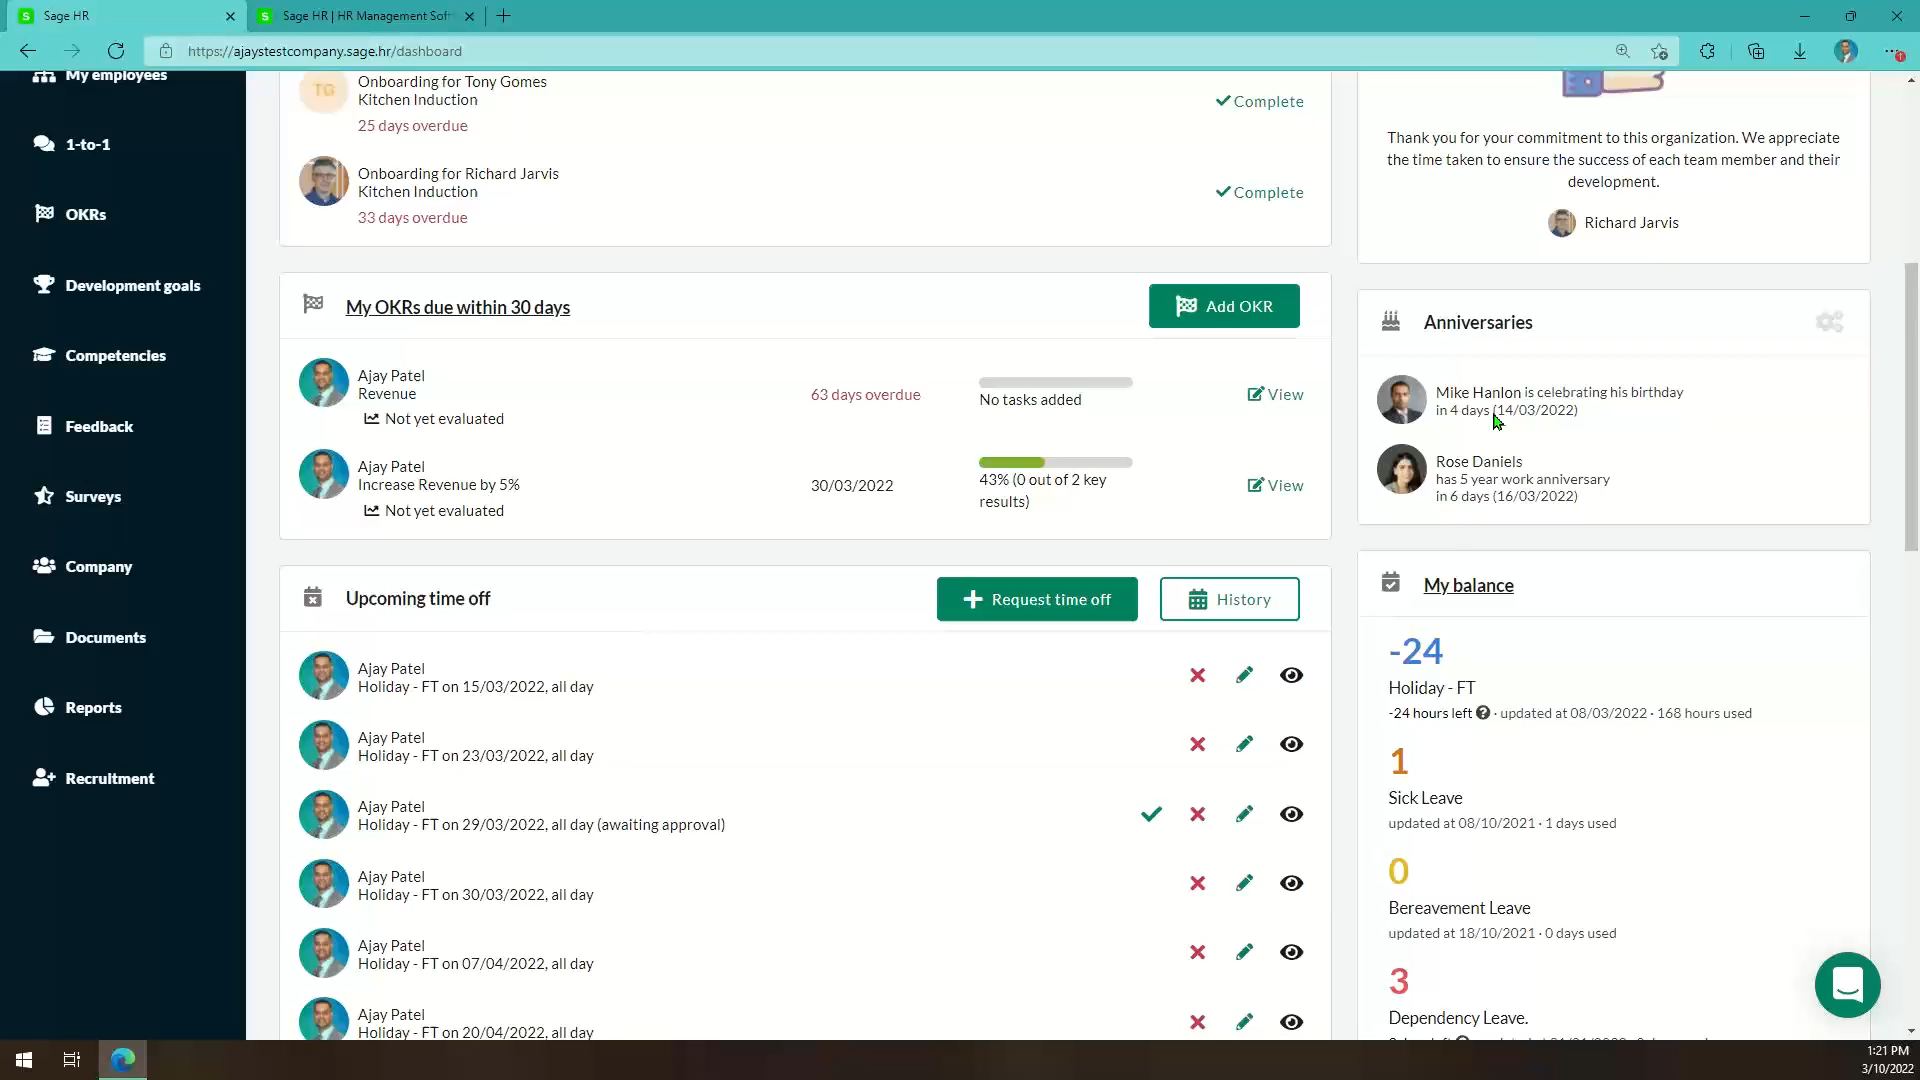 Sage HR
Sage HR | HR Management Soft
https://ajaystestcompany.sage.hr/dashboard
My employees
1-to-1
OKRs
Development goals
Competencies
Feedback
Surveys
Company
Documents
Reports
Recruitment
TG
Onboarding for Tony Gomes
Kitchen Induction
25 days overdue
Complete
Onboarding for Richard Jarvis
Kitchen Induction
33 days overdue
Complete
My OKRs due within 30 days
Add OKR
Ajay Patel
Revenue
Not yet evaluated
63 days overdue
No tasks added
View
Ajay Patel
Increase Revenue by 5%
Not yet evaluated
30/03/2022
43% (0 out of 2 key
results)
View
Upcoming time off
Request time off
History
Ajay Patel
Holiday - FT on 15/03/2022, all day
Ajay Patel
Holiday - FT on 23/03/2022, all day
Ajay Patel
Holiday - FT on 29/03/2022, all day (awaiting approval)
Ajay Patel
Holiday - FT on 30/03/2022, all day
Ajay Patel
Holiday - FT on 07/04/2022, all day
Ajay Patel
Holiday - FT on 20/04/2022, all day
Thank you for your commitment to this organization. We appreciate
the time taken to ensure the success of each team member and their
development.
Richard Jarvis
Anniversaries
Mike Hanlon is celebrating his birthday
in 4 days (14/03/2022)
Rose Daniels
has 5 year work anniversary
in 6 days (16/03/2022)
My balance
-24
Holiday - FT
-24 hours left · updated at 08/03/2022 · 168 hours used
1
Sick Leave
updated at 08/10/2021 · 1 days used
0
Bereavement Leave
updated at 18/10/2021 · 0 days used
3
Dependency Leave.
1:21 PM
3/10/2022